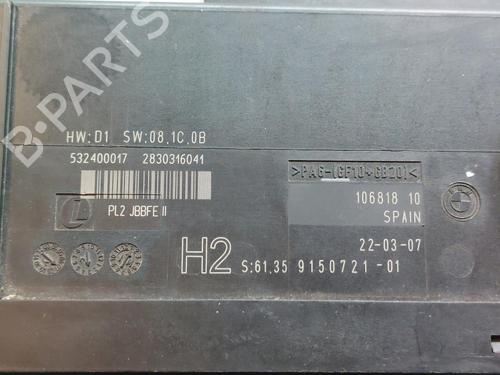 HW:D1 SW:08.1C.0B
532400017 2830316041
>PA6-(GF10+GB20)<
106818 10
SPAIN
L PL2 JBBFE II
22-03-07
H2 S:61.35 9150721-01